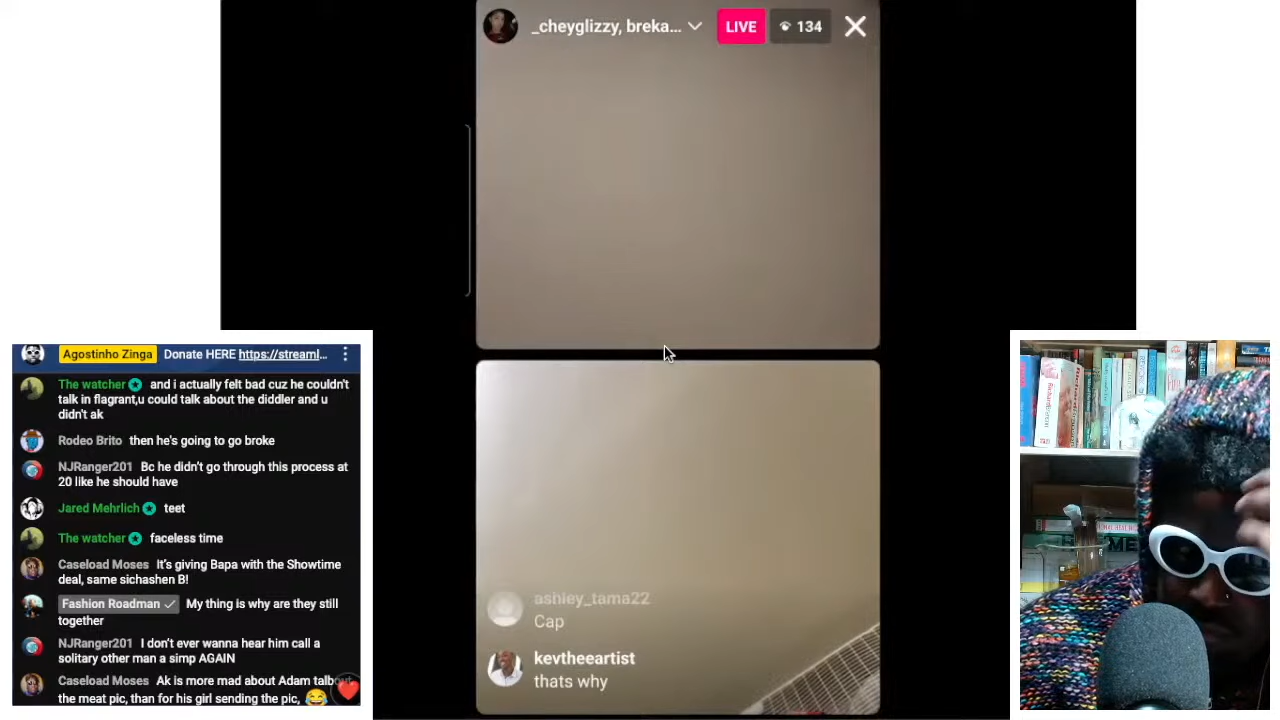 _cheyglizzy, breka...
LIVE
134
ashley_tama22
Cap
kevtheeartist
thats why
Agostinho Zinga Donate HERE https://streaml...
The watcher and i actually felt bad cuz he couldn't
talk in flagrant,u could talk about the diddler and u
didn't ak
Rodeo Brito then he's going to go broke
NJRanger201 Bc he didn't go through this process at
20 like he should have
Jared Mehrlich teet
The watcher faceless time
Caseload Moses It's giving Bapa with the Showtime
deal, same sichashen B!
Fashion Roadman My thing is why are they still
together
NJRanger201 I don't ever wanna hear him call a
solitary other man a simp AGAIN
Caseload Moses Ak is more mad about Adam
the meat pic, than for his girl sending the pic,